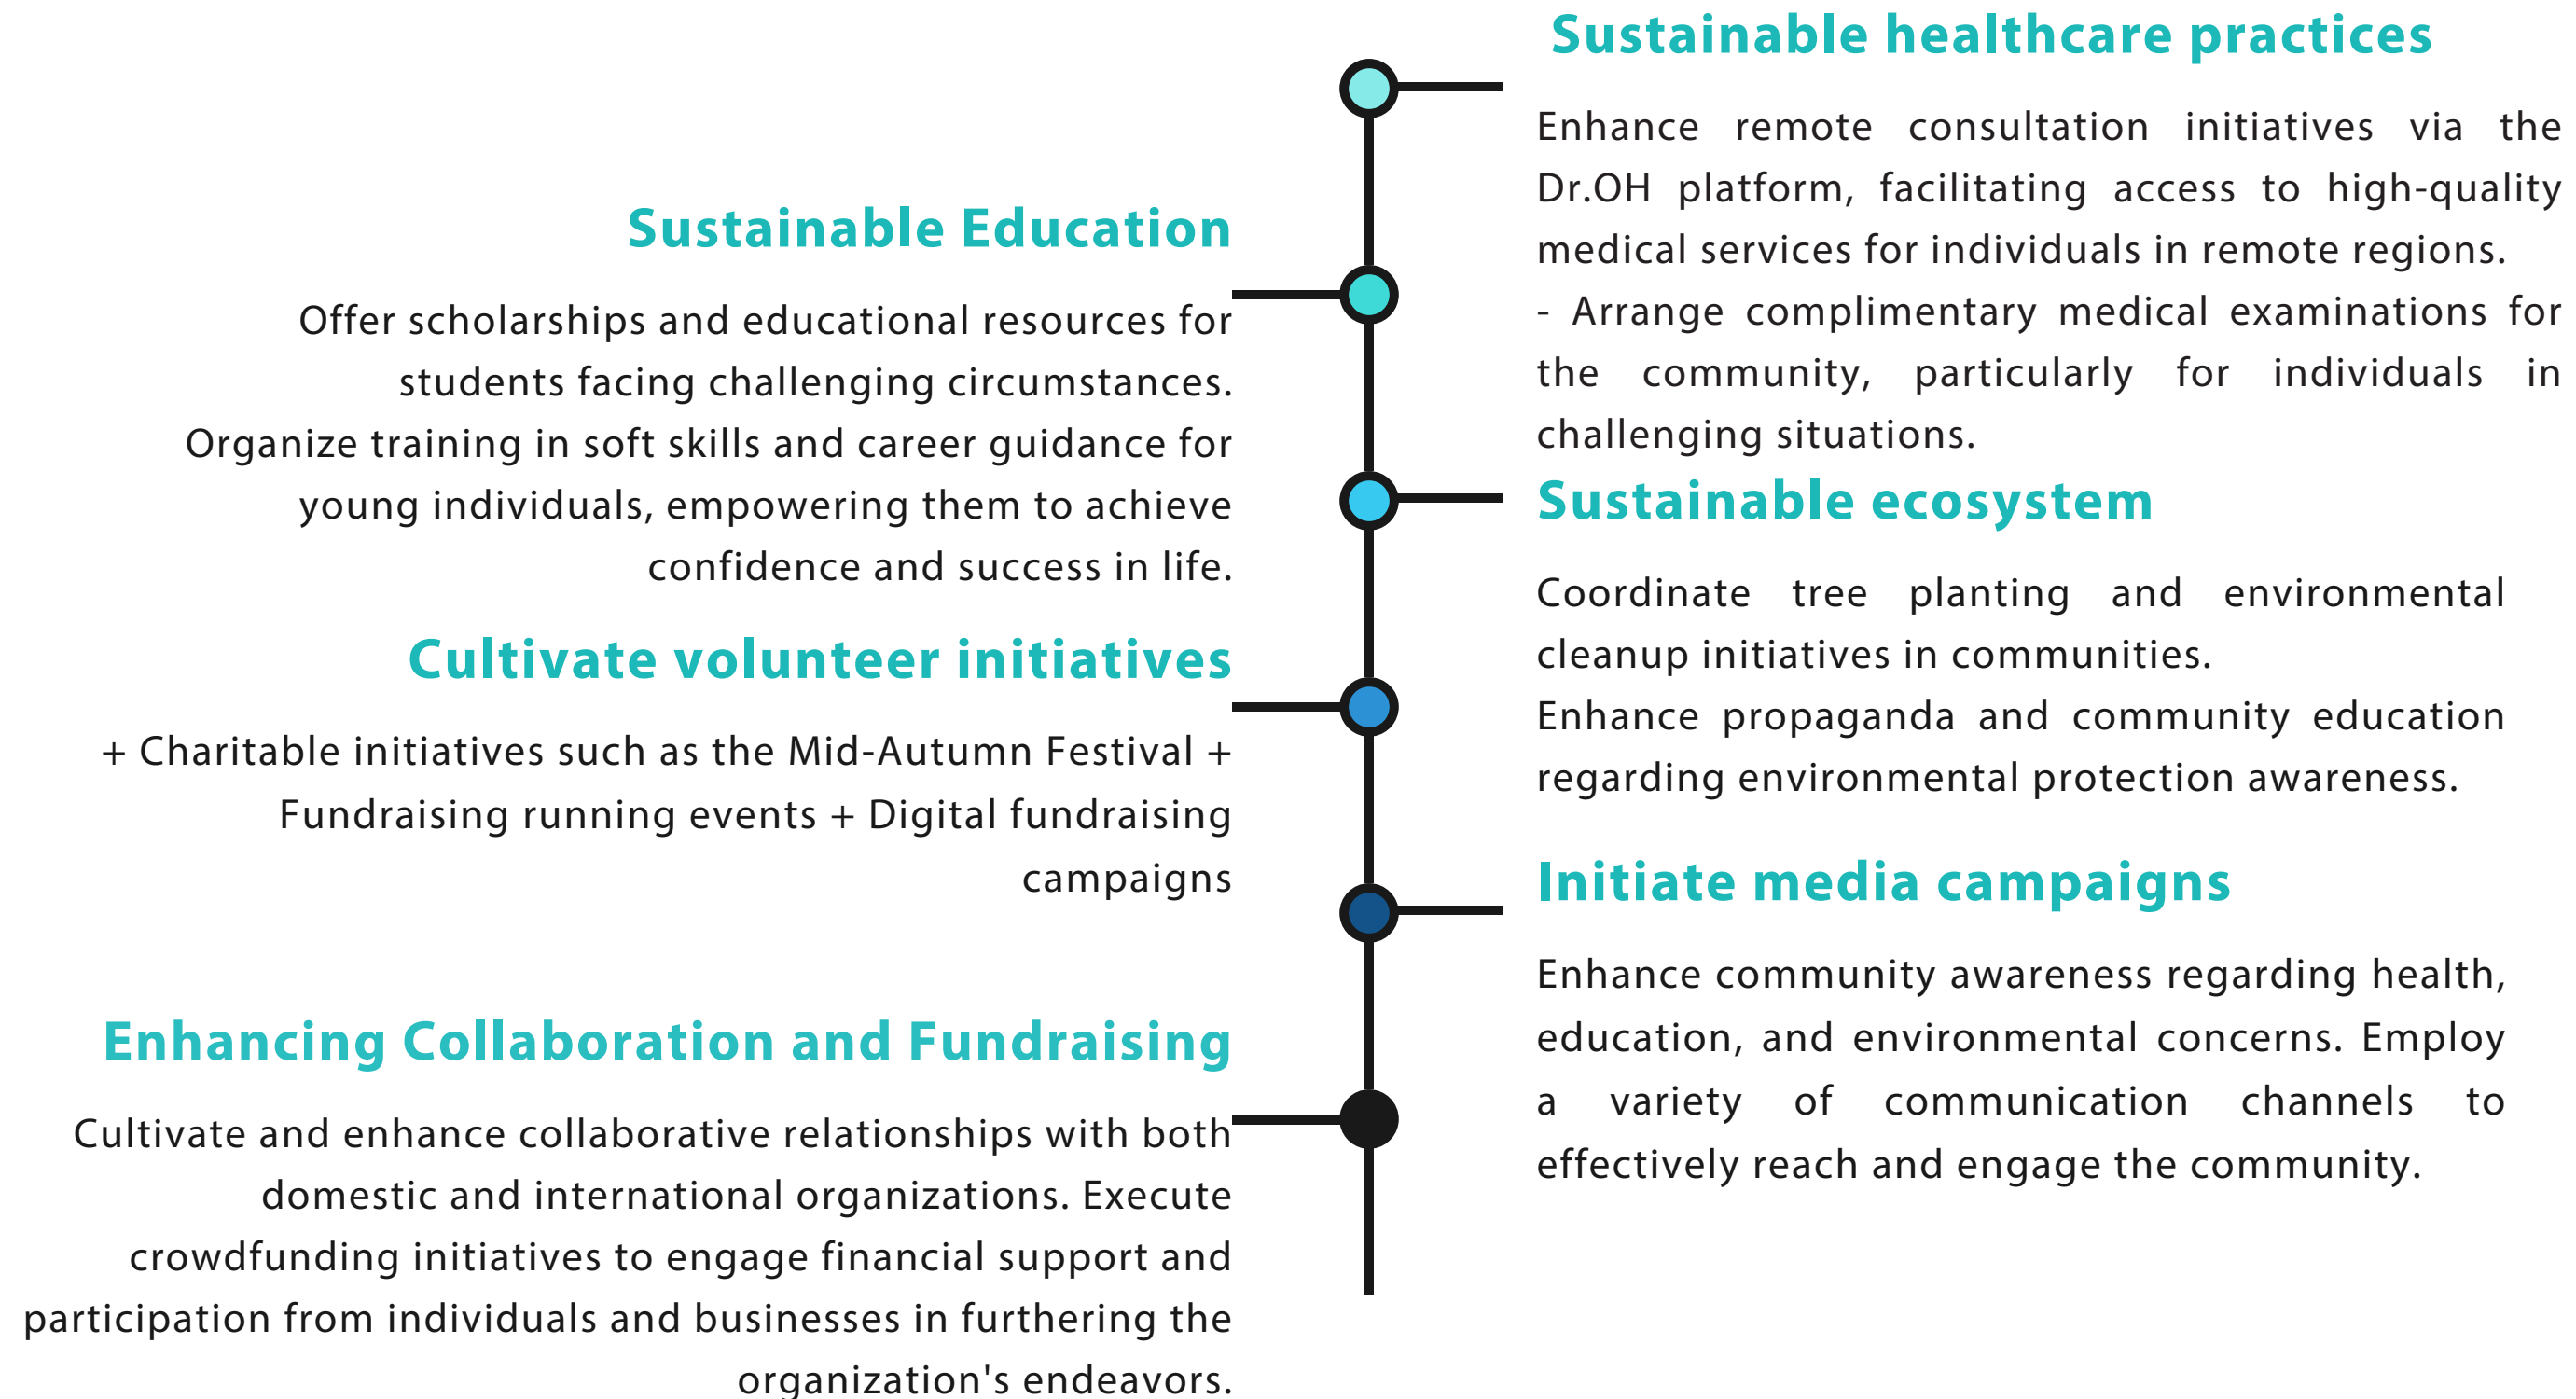 Sustainable healthcare practices
Enhance remote consultation initiatives via the
Dr.OH platform, facilitating access to high-quality
medical services for individuals in remote regions.
- Arrange complimentary medical examinations for
the community, particularly for individuals in
challenging situations.
Sustainable Education
Offer scholarships and educational resources for
students facing challenging circumstances.
Organize training in soft skills and career guidance for
young individuals, empowering them to achieve
confidence and success in life.
Sustainable ecosystem
Coordinate tree planting and environmental
cleanup initiatives in communities.
Enhance propaganda and community education
regarding environmental protection awareness.
Cultivate volunteer initiatives
+ Charitable initiatives such as the Mid-Autumn Festival +
Fundraising running events + Digital fundraising
campaigns
Initiate media campaigns
Enhance community awareness regarding health,
education, and environmental concerns. Employ
a variety of communication channels to
effectively reach and engage the community.
Enhancing Collaboration and Fundraising
Cultivate and enhance collaborative relationships with both
domestic and international organizations. Execute
crowdfunding initiatives to engage financial support and
participation from individuals and businesses in furthering the
organization's endeavors.